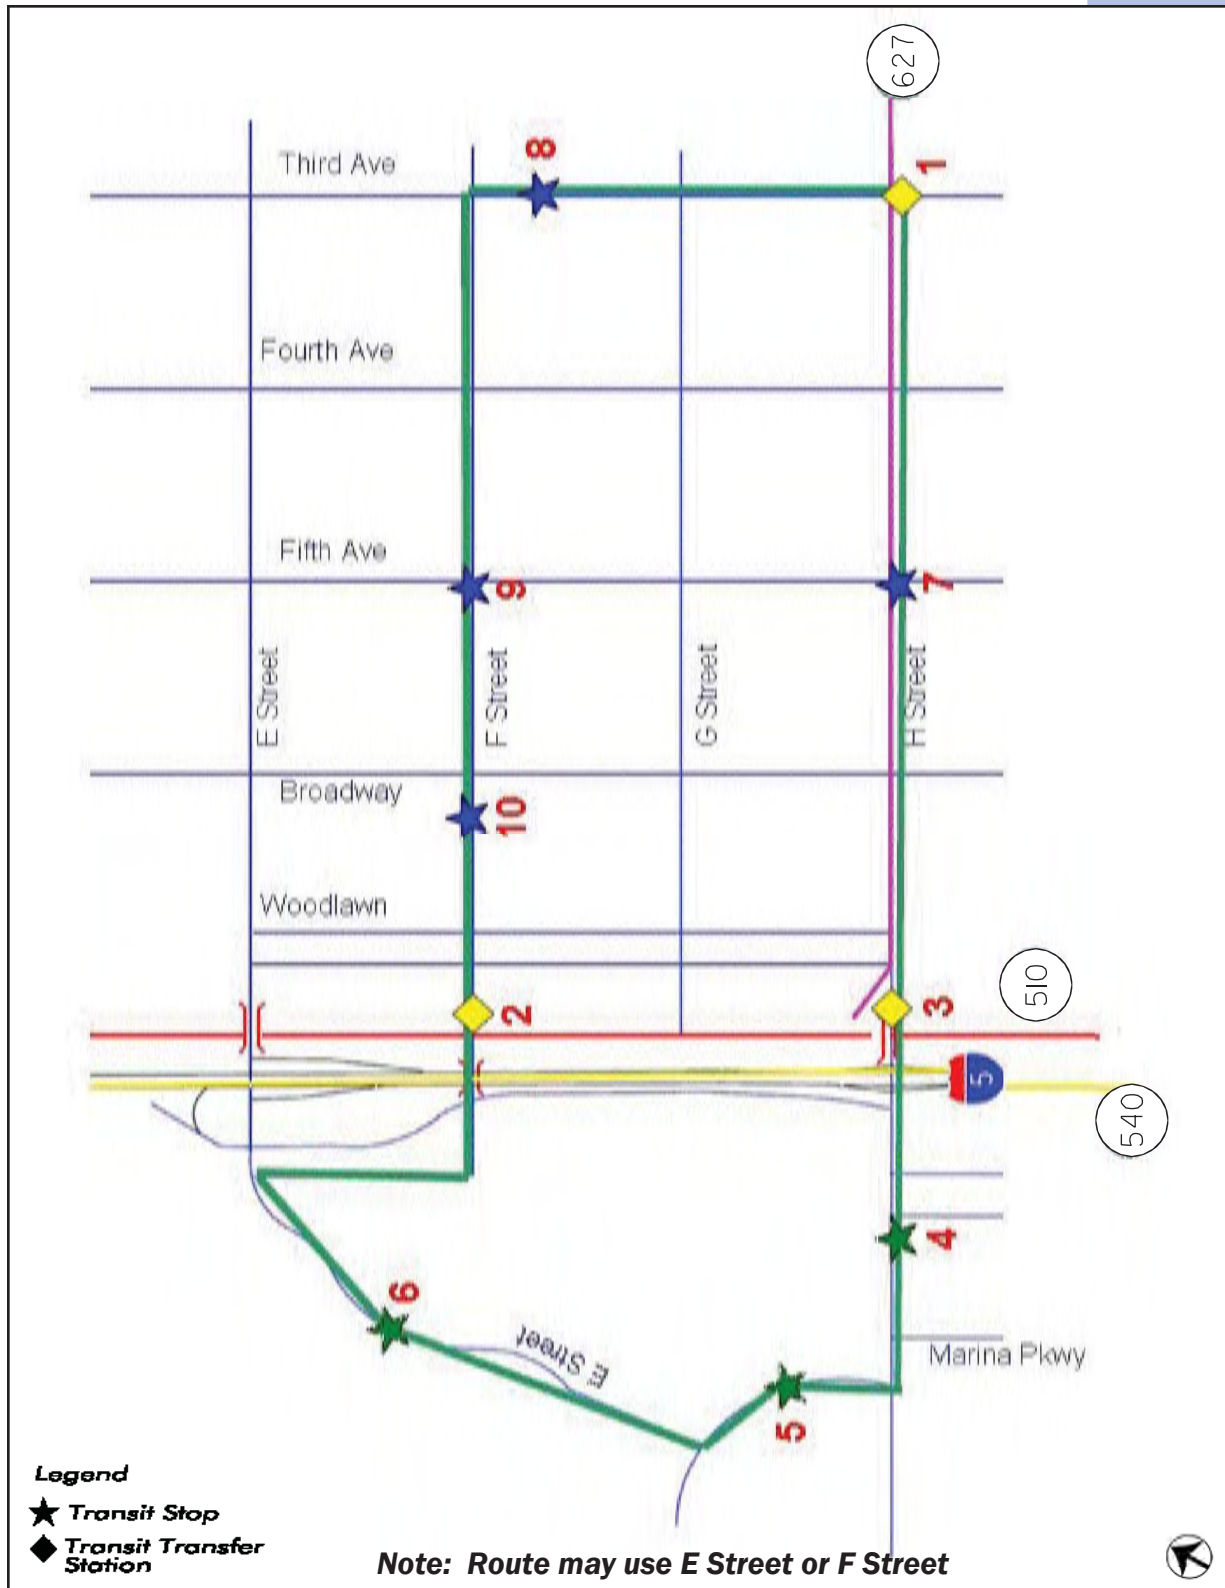 627
Third Ave
8
1
Fourth Ave
Fifth Ave
9
7
E Street
F Street
G Street
H Street
Broadway
10
Woodlawn
2
3
510
5
540
4
6
E Street
Marina Pkwy
5
Legend
Transit Stop
Transit Transfer
Station
Note: Route may use E Street or F Street